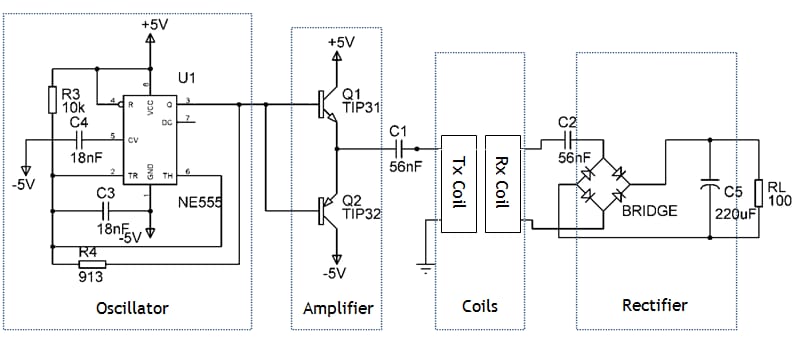 +5V
U1
R3
10k
4
R
8
VCC
Q
3
DC
7
C4
18nF
5
CV
-5V
2
TR
GND
1
TH
6
NE555
C3
18nF
-5V
R4
913
Oscillator
+5V
Q1
TIP31
Q2
TIP32
-5V
Amplifier
C1
56nF
Tx Coil
Rx Coil
Coils
C2
56nF
BRIDGE
C5
220uF
RL
100
Rectifier